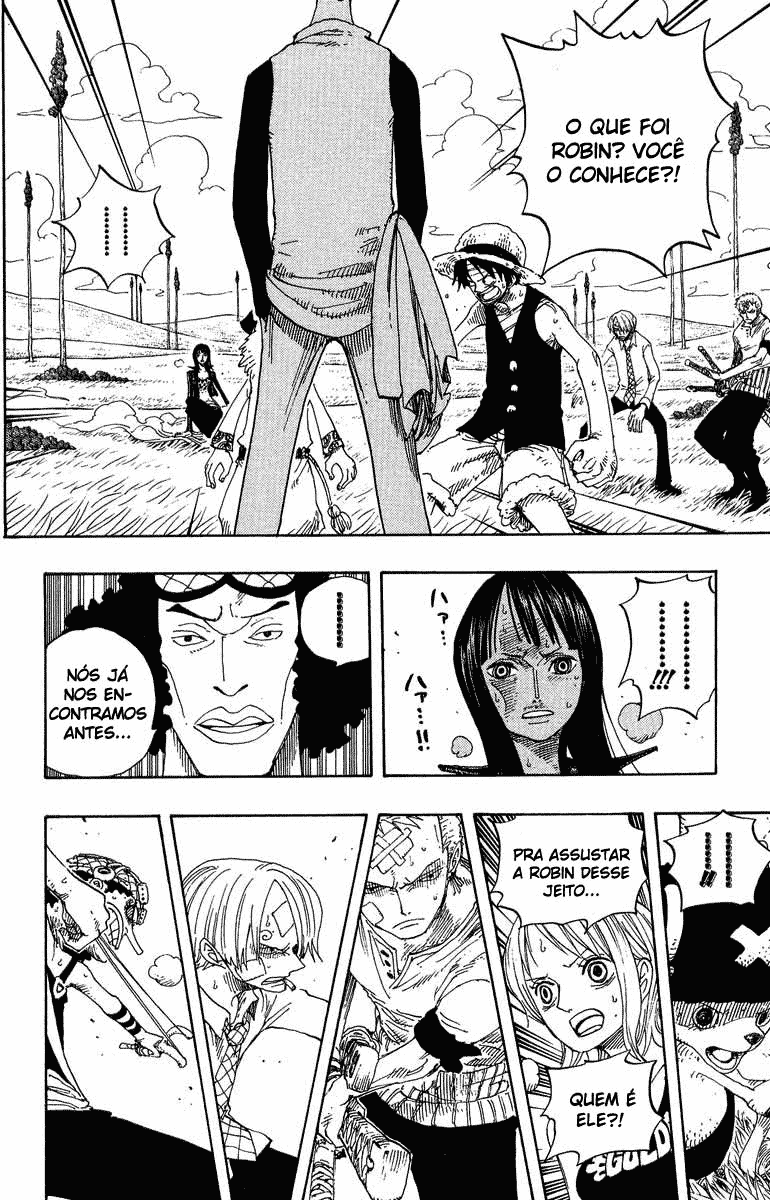 O QUE FOI
ROBIN? VOCÊ
O CONHECE?!
!!
!!!
ハァ…
ハァ…!!
NÓS JÁ
NOS EN-
CONTRAMOS
ANTES...
!!
PRA ASSUSTAR
A ROBIN DESSE
JEITO...
QUEM É
ELE?!
GOLD